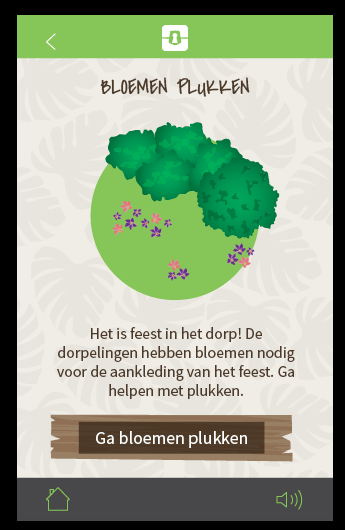 BLOEMEN PLUKKEN
Het is feest in het dorp! De
dorpelingen hebben bloemen nodig
voor de aankleding van het feest. Ga
helpen met plukken.
Ga bloemen plukken